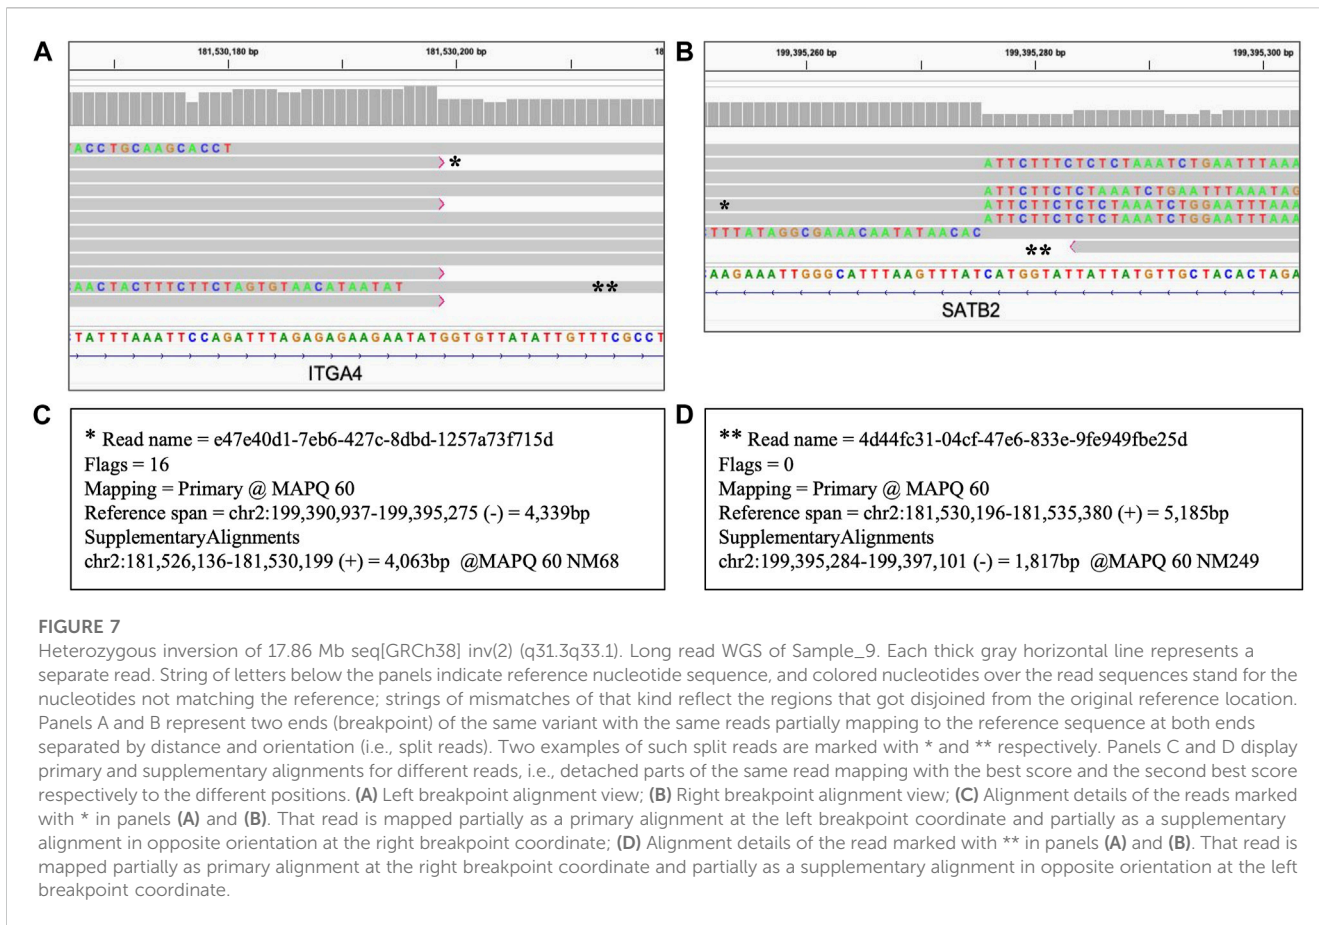 A
181,530,180 bp
181,530,200 bp
18
ACCTGCAAGCACCT
*
AACTACTTTCTTCTAGTGTAACATAATAT
**
TATTTAAATTCCAGATTTAGAGAGAAGAATATGGTGTTATATTGTTTCGCCT
ITGA4
B
199,395,260 bp
199,395,280 bp
199,395,300 bp
ATTCTTTCTCTCTAAATCTGAATTTAAA
ATTCTTCTCTAAATCTGAATTTAAATAG
*
ATTCTTCTCTCTAAATCTGGAATTTAAA
ATTCTTCTCTCTAAATCTGGAATTTAAA
TTTATAGGCGAAACAATATAACAC
**
AAGAAATTGGGCATTTAAGTTTATCATGGTATTATTATGTTGCTACACTAGA
SATB2
C
* Read name = e47e40d1-7eb6-427c-8dbd-1257a73f715d
Flags = 16
Mapping = Primary @ MAPQ 60
Reference span = chr2:199,390,937-199,395,275 (-) = 4,339bp
SupplementaryAlignments
chr2:181,526,136-181,530,199 (+) = 4,063bp @MAPQ 60 NM68
D
** Read name = 4d44fc31-04cf-47e6-833e-9fe949fbe25d
Flags = 0
Mapping = Primary @ MAPQ 60
Reference span = chr2:181,530,196-181,535,380 (+) = 5,185bp
SupplementaryAlignments
chr2:199,395,284-199,397,101 (-) = 1,817bp @MAPQ 60 NM249
FIGURE 7
Heterozygous inversion of 17.86 Mb seq[GRCh38] inv(2) (q31.3q33.1). Long read WGS of Sample_9. Each thick gray horizontal line represents a
separate read. String of letters below the panels indicate reference nucleotide sequence, and colored nucleotides over the read sequences stand for the
nucleotides not matching the reference; strings of mismatches of that kind reflect the regions that got disjoined from the original reference location.
Panels A and B represent two ends (breakpoint) of the same variant with the same reads partially mapping to the reference sequence at both ends
separated by distance and orientation (i.e., split reads). Two examples of such split reads are marked with * and ** respectively. Panels C and D display
primary and supplementary alignments for different reads, i.e., detached parts of the same read mapping with the best score and the second best score
respectively to the different positions. (A) Left breakpoint alignment view; (B) Right breakpoint alignment view; (C) Alignment details of the reads marked
with * in panels (A) and (B). That read is mapped partially as a primary alignment at the left breakpoint coordinate and partially as a supplementary
alignment in opposite orientation at the right breakpoint coordinate; (D) Alignment details of the read marked with ** in panels (A) and (B). That read is
mapped partially as primary alignment at the right breakpoint coordinate and partially as a supplementary alignment in opposite orientation at the left
breakpoint coordinate.